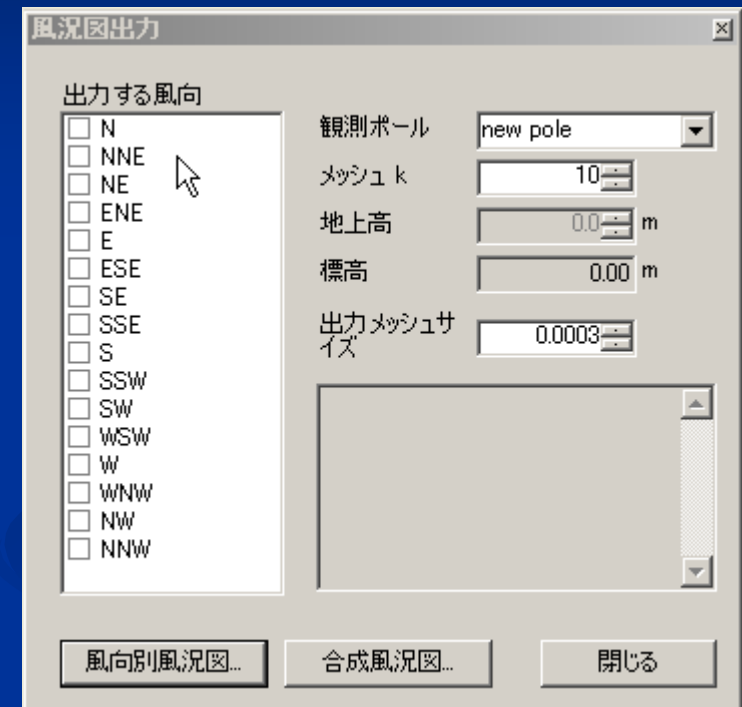 風況図出力
出力する風向
N
NNE
NE
ENE
E
ESE
SE
SSE
S
SSW
SW
WSW
W
WNW
NW
NNW
観測ポール new pole
メッシュ k 10
地上高 0.0 m
標高 0.00 m
出力メッシュサ
イズ 0.0003
風向別風況図...
合成風況図...
閉じる